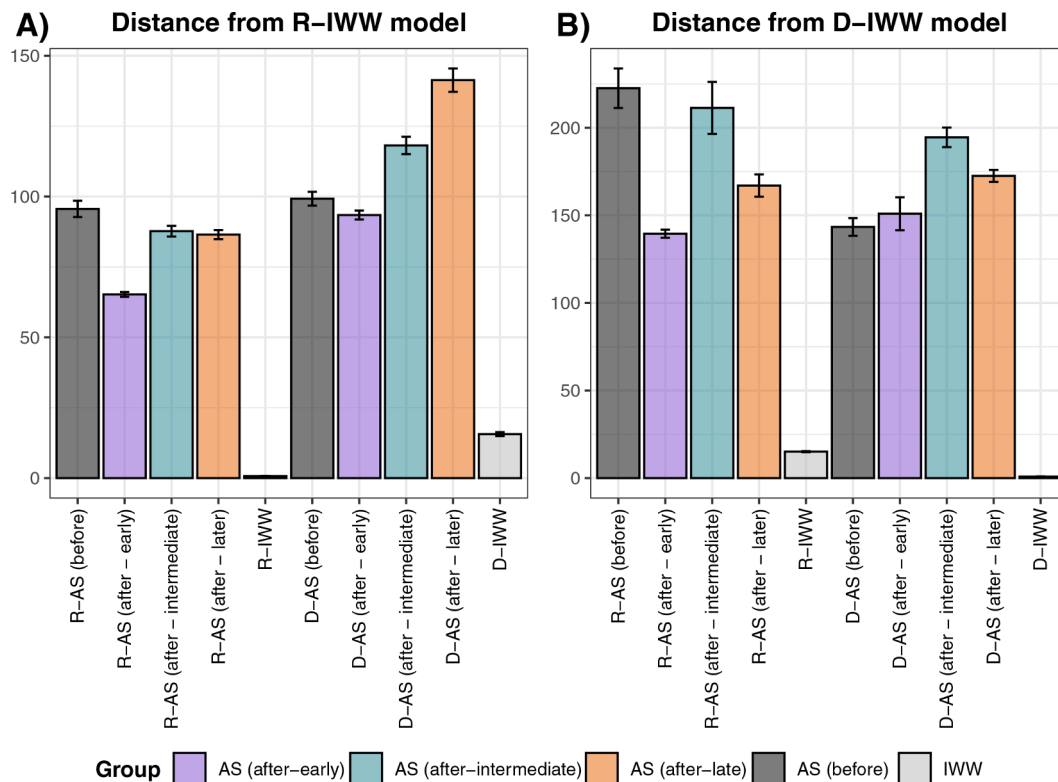 A)
Distance from R−IWW model
150
100
50
0
R−AS (before)
R−AS (after − early)
R−AS (after − intermediate)
R−AS (after − later)
R−IWW
D−AS (before)
D−AS (after − early)
D−AS (after − intermediate)
D−AS (after − later)
D−IWW
B)
Distance from D−IWW model
200
150
100
50
0
R−AS (before)
R−AS (after − early)
R−AS (after − intermediate)
R−AS (after − later)
R−IWW
D−AS (before)
D−AS (after − early)
D−AS (after − intermediate)
D−AS (after − later)
D−IWW
Group AS (after−early) AS (after−intermediate) AS (after−late) AS (before) IWW